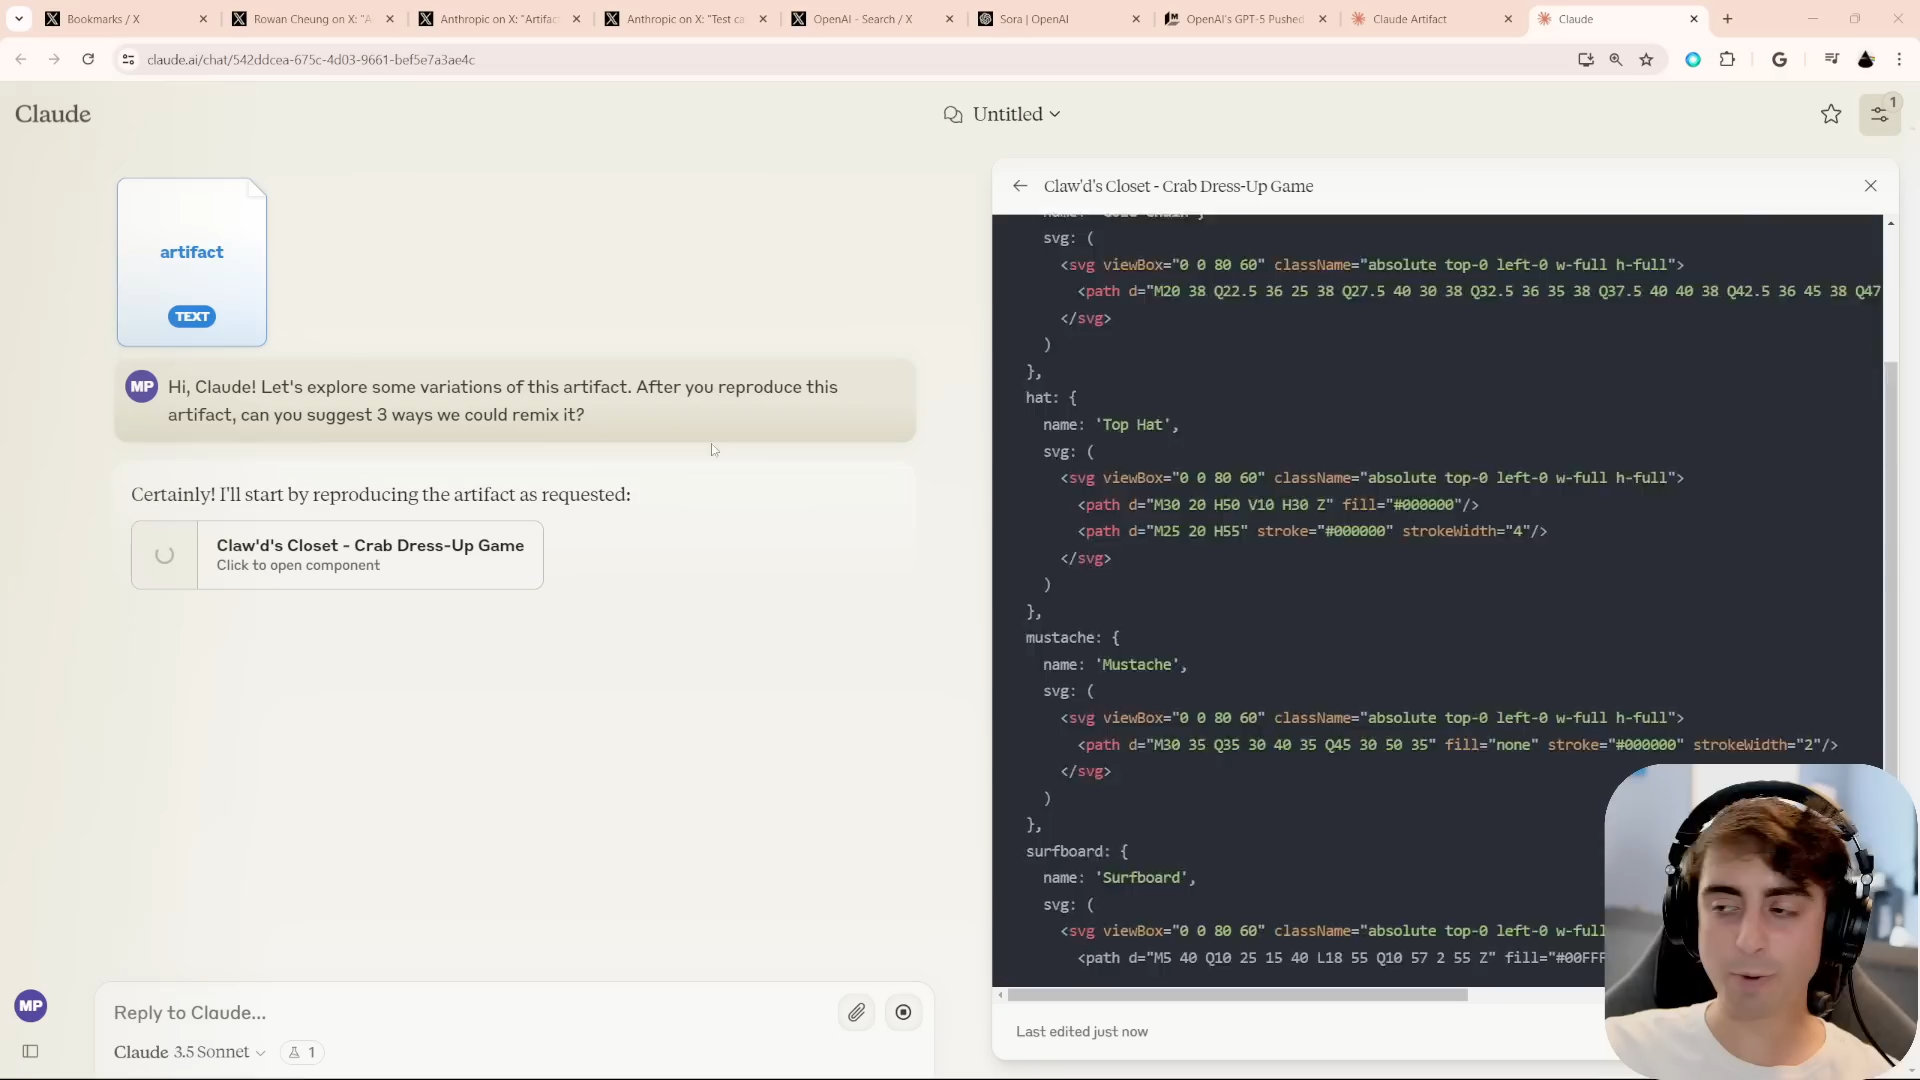 Bookmarks / X
Rowan Cheung on X: "A
Anthropic on X: "Artifac
Anthropic on X: "Test ca
OpenAI - Search / X
Sora | OpenAI
OpenAI's GPT-5 Pushed
Claude Artifact
Claude
claude.ai/chat/542ddcea-675c-4d03-9661-bef5e7a3ae4c
Claude
Untitled
1
artifact
TEXT
MP
Hi, Claude! Let's explore some variations of this artifact. After you reproduce this
artifact, can you suggest 3 ways we could remix it?
Certainly! I'll start by reproducing the artifact as requested:
Claw'd's Closet - Crab Dress-Up Game
Click to open component
MP
Reply to Claude...
Claude 3.5 Sonnet
1
Claw'd's Closet - Crab Dress-Up Game
name: 'Gold Chain',
svg: (
<svg viewBox="0 0 80 60" className="absolute top-0 left-0 w-full h-full">
<path d="M20 38 Q22.5 36 25 38 Q27.5 40 30 38 Q32.5 36 35 38 Q37.5 40 40 38 Q42.5 36 45 38 Q47
</svg>
)
},
hat: {
name: 'Top Hat',
svg: (
<svg viewBox="0 0 80 60" className="absolute top-0 left-0 w-full h-full">
<path d="M30 20 H50 V10 H30 Z" fill="#000000"/>
<path d="M25 20 H55" stroke="#000000" strokeWidth="4"/>
</svg>
)
},
mustache: {
name: 'Mustache',
svg: (
<svg viewBox="0 0 80 60" className="absolute top-0 left-0 w-full h-full">
<path d="M30 35 Q35 30 40 35 Q45 30 50 35" fill="none" stroke="#000000" strokeWidth="2"/>
</svg>
)
},
surfboard: {
name: 'Surfboard',
svg: (
<svg viewBox="0 0 80 60" className="absolute top-0 left-0 w-full
<path d="M5 40 Q10 25 15 40 L18 55 Q10 57 2 55 Z" fill="#00FFF
Last edited just now